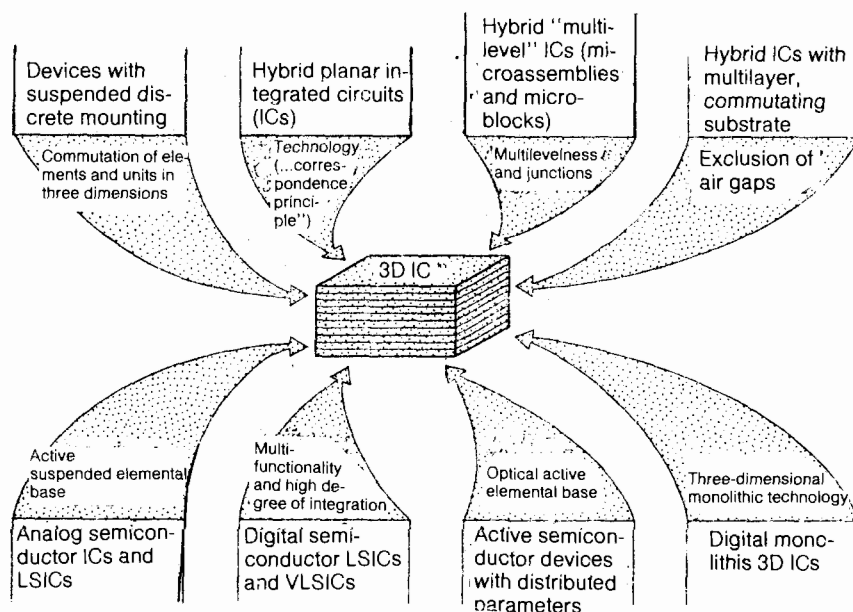 Devices with
suspended dis-
crete mounting
Commutation of ele-
ments and units in
three dimensions
Hybrid planar in-
tegrated circuits
(ICs)
Technology
(...corres-
pondence
princi-
ple")
Hybrid "multi-
level" ICs (mi-
croassemblies
and micro-
blocks)
Multilevelness
and junctions
Hybrid ICs with
multilayer,
commutating
substrate
Exclusion of
air gaps
3D IC
Active
suspended elemental
base
Analog semicon-
ductor ICs and
LSICs
Multi-
functionality
and high de-
gree of integration
Digital semi-
conductor LSICs
and VLSICs
Optical active
elemental base
Active semicon-
ductor devices
with distributed
parameters
Three-dimensional
monolithic technology
Digital mono-
lithis 3D ICs